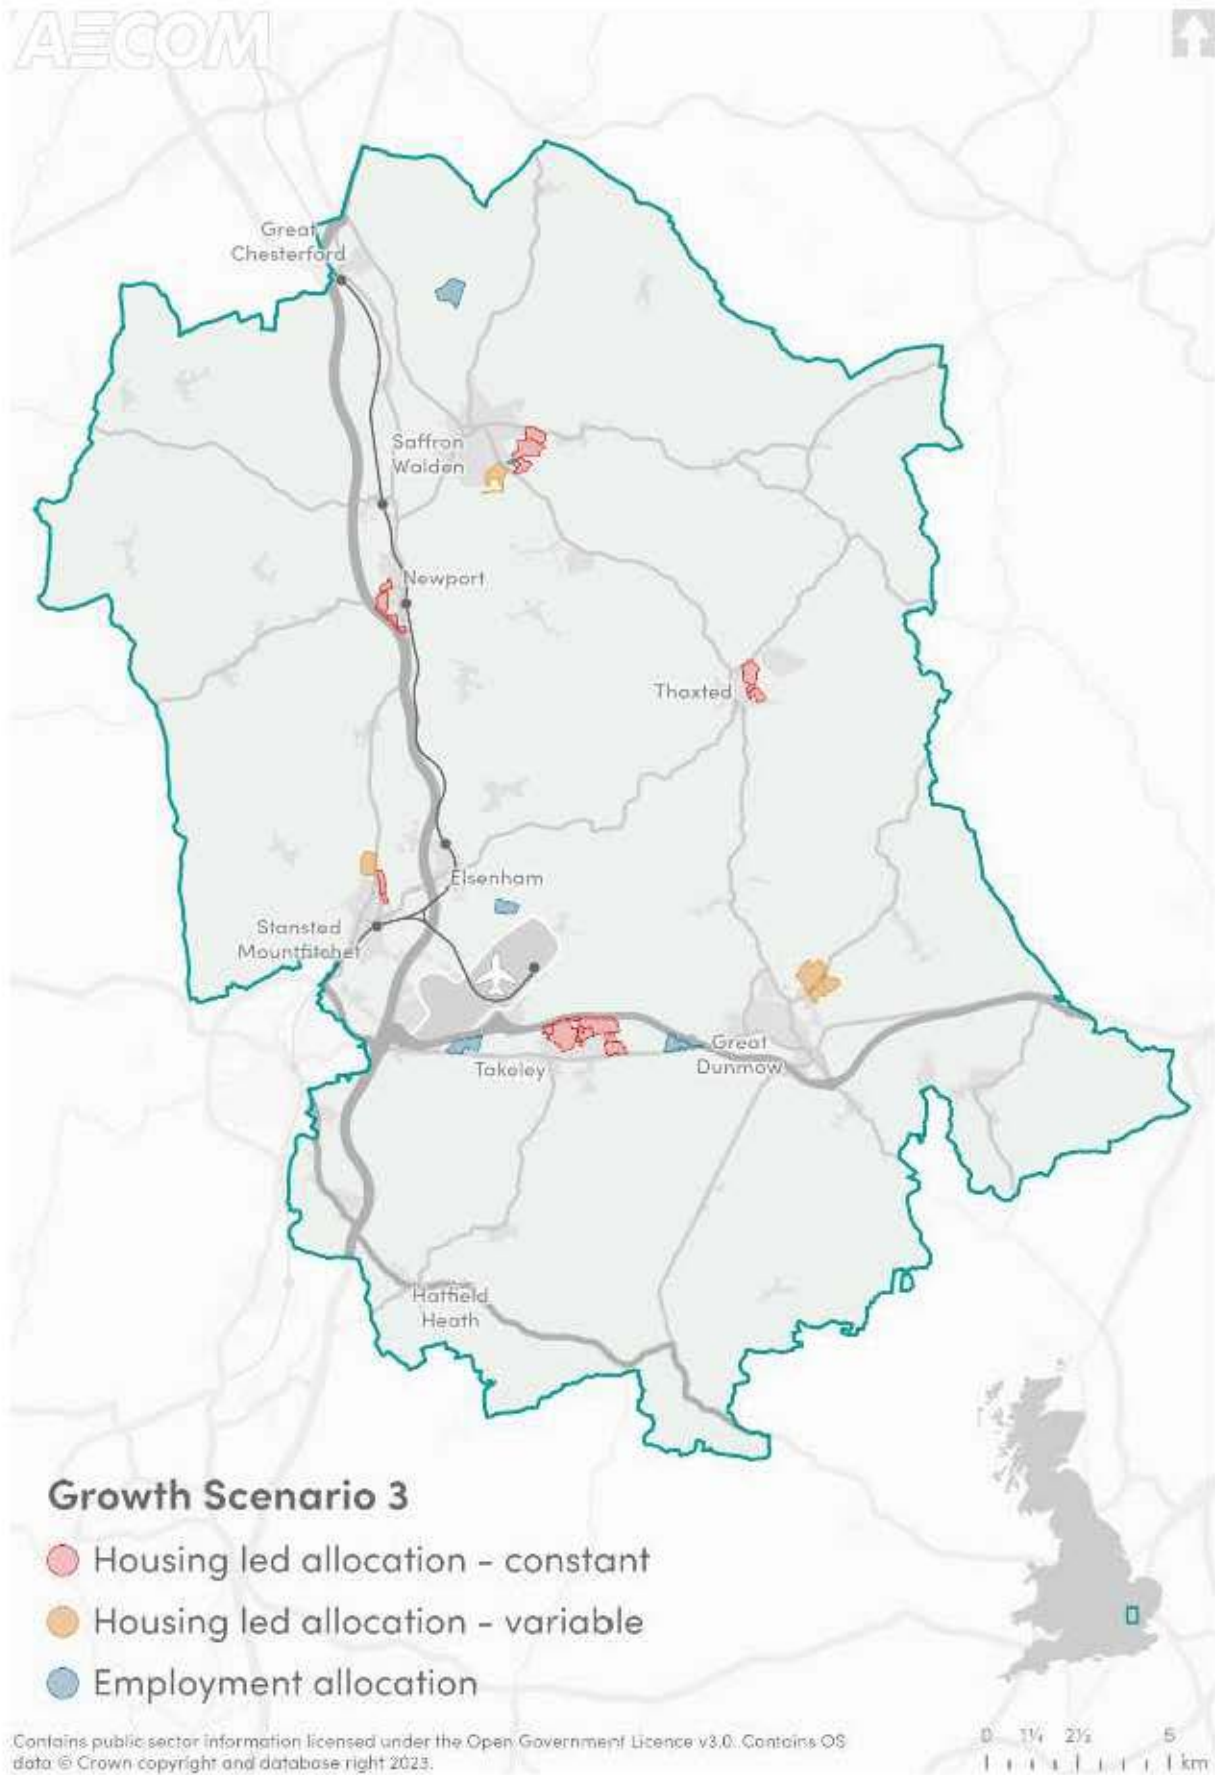 AECOM
Great
Chesterford
Saffron
Walden
Newport
Thaxted
Elsenham
Stansted
Mountfitchet
Takeley
Great
Dunmow
Hatfield
Heath
Growth Scenario 3
Housing led allocation - constant
Housing led allocation - variable
Employment allocation
Contains public sector information licensed under the Open Government Licence v3.0. Contains OS
data © Crown copyright and database right 2023.
0 1¼ 2½ 5
km